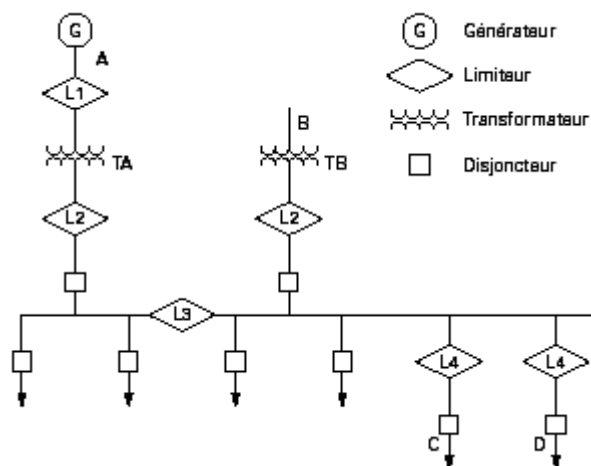 G
A
L1
TA
L2
B
TB
L2
L3
L4
L4
C
D
G Générateur
Limiteur
Transformateur
Disjoncteur